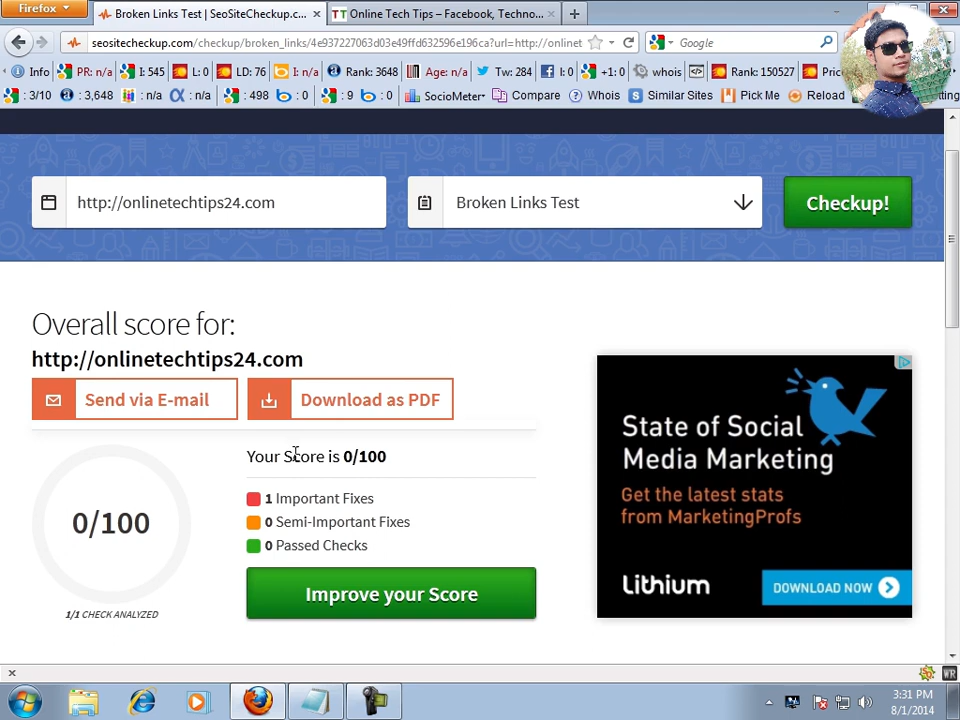 Firefox
Broken Links Test | SeoSiteCheckup.c...
Online Tech Tips – Facebook, Techno...
seositecheckup.com/checkup/broken_links/4e937227063d03e49ffd632596e196ca?url=http://onlinet
Google
Info
PR: n/a
I: 545
L: 0
LD: 76
I: n/a
Rank: 3648
Age: n/a
Tw: 284
I: 0
+1: 0
whois
Rank: 150527
: 3/10
: 3,648
: n/a
: n/a
: 498
: 0
: 9
: 0
SocioMeter
Compare
Whois
Similar Sites
Pick Me
Reload
http://onlinetechtips24.com
Broken Links Test
Checkup!
Overall score for:
http://onlinetechtips24.com
Send via E-mail
Download as PDF
Your Score is 0/100
0/100
1 Important Fixes
0 Semi-Important Fixes
0 Passed Checks
Improve your Score
1/1 CHECK ANALYZED
State of Social
Media Marketing
Get the latest stats
from MarketingProfs
Lithium
DOWNLOAD NOW
WR
3:31 PM
8/1/2014